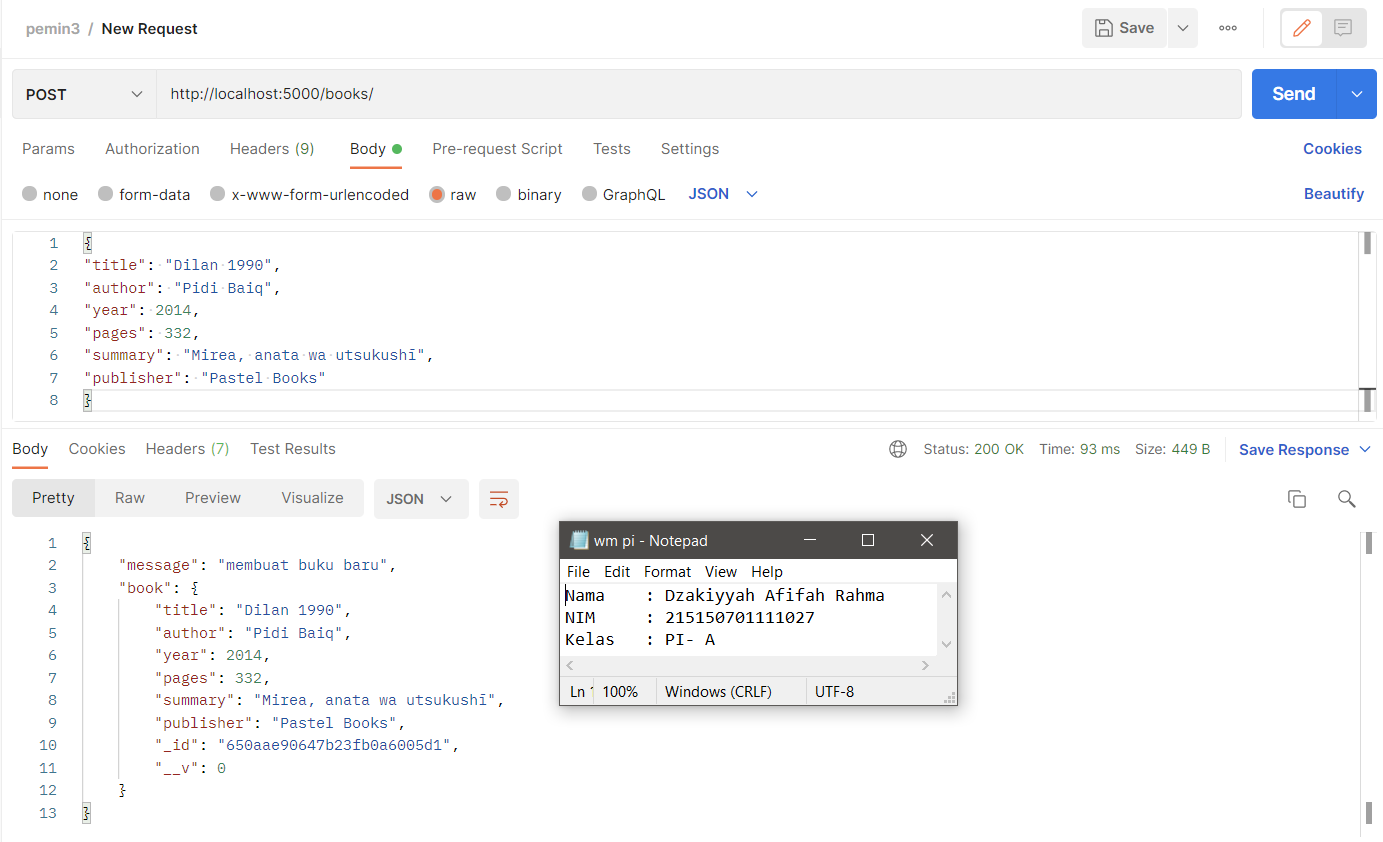 pemin3 / New Request
Save
POST
http://localhost:5000/books/
Send
Params Authorization Headers (9) Body Pre-request Script Tests Settings Cookies
none form-data x-www-form-urlencoded raw binary GraphQL JSON Beautify
1 {
2 "title": "Dilan 1990",
3 "author": "Pidi Baiq",
4 "year": 2014,
5 "pages": 332,
6 "summary": "Mirea, anata wa utsukushī",
7 "publisher": "Pastel Books"
8 }
Body Cookies Headers (7) Test Results Status: 200 OK Time: 93 ms Size: 449 B Save Response
Pretty Raw Preview Visualize JSON
1 {
2 "message": "membuat buku baru",
3 "book": {
4 "title": "Dilan 1990",
5 "author": "Pidi Baiq",
6 "year": 2014,
7 "pages": 332,
8 "summary": "Mirea, anata wa utsukushī",
9 "publisher": "Pastel Books",
10 "_id": "650aae90647b23fb0a6005d1",
11 "__v": 0
12 }
13 }
wm pi - Notepad
File Edit Format View Help
Nama : Dzakiyyah Afifah Rahma
NIM : 215150701111027
Kelas : PI- A
Ln 1 100% Windows (CRLF) UTF-8